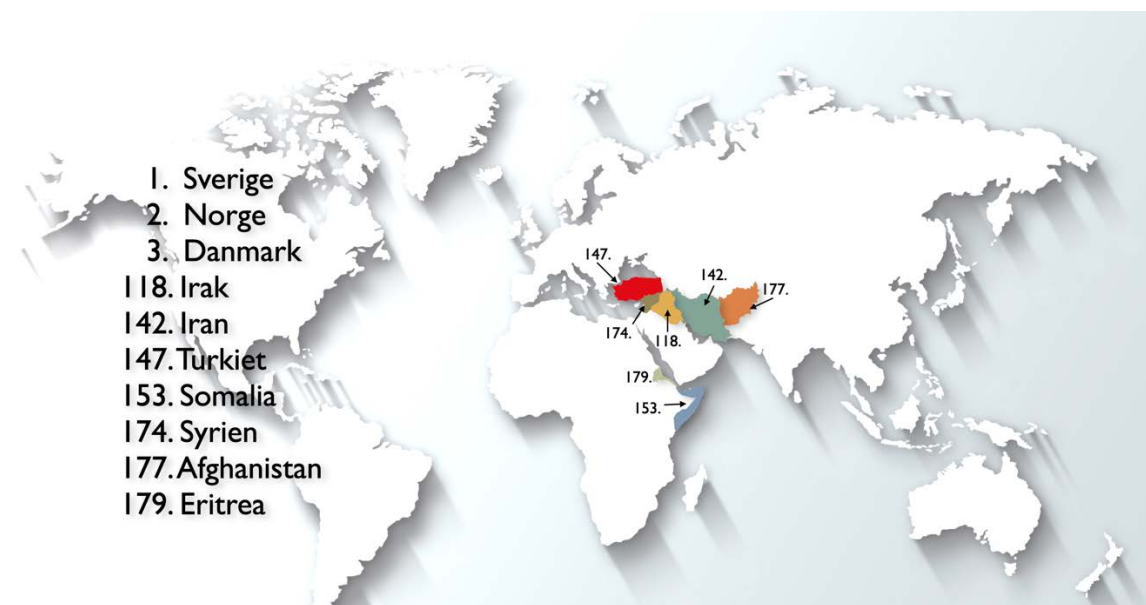 1. Sverige
2. Norge
3. Danmark
118. Irak
142. Iran
147. Turkiet
153. Somalia
174. Syrien
177. Afghanistan
179. Eritrea
147.
142.
177.
174.
118.
179.
153.